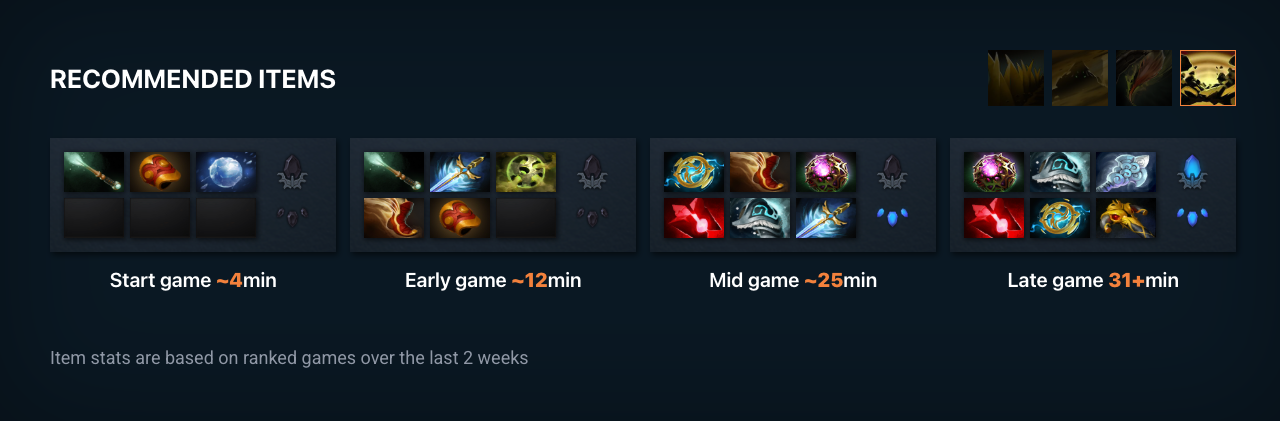 RECOMMENDED ITEMS
Start game ~4min
Early game ~12min
Mid game ~25min
Late game 31+min
Item stats are based on ranked games over the last 2 weeks